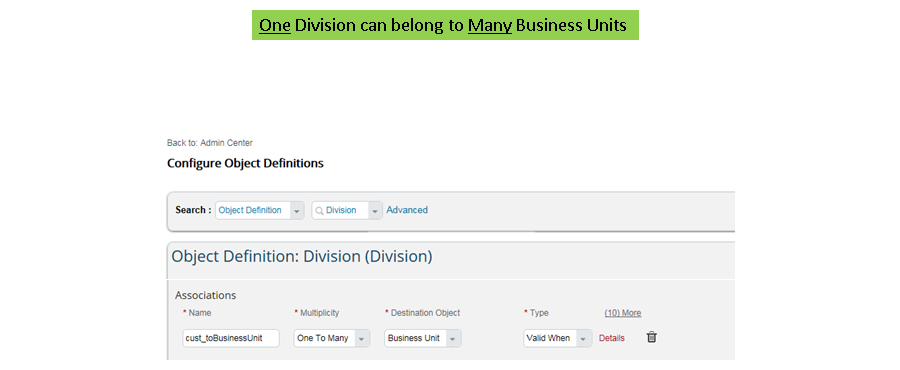 One Division can belong to Many Business Units
Back to: Admin Center
Configure Object Definitions
Search : Object Definition Division Advanced
Object Definition: Division (Division)
Associations
* Name * Multiplicity * Destination Object * Type (10) More
cust_toBusinessUnit One To Many Business Unit Valid When Details